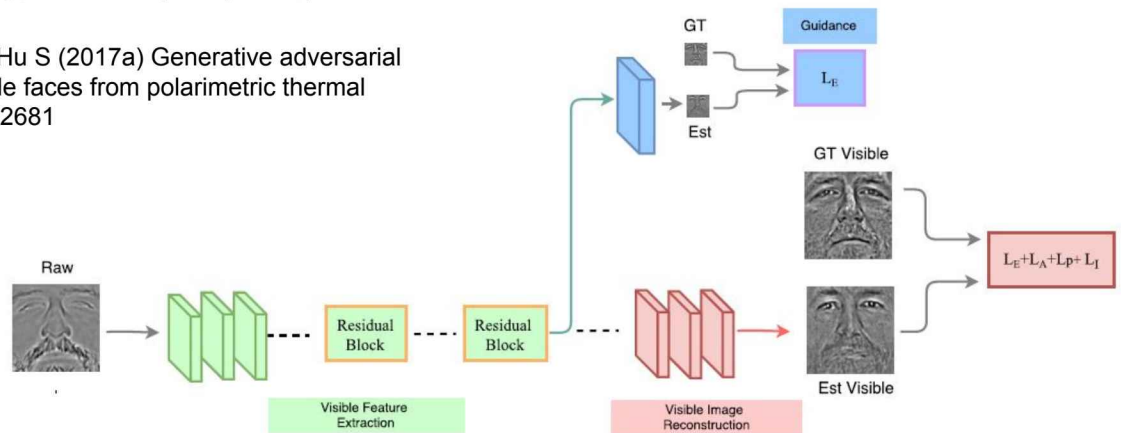 Hu S (2017a) Generative adversarial
le faces from polarimetric thermal
2681
GT
Guidance
L_E
Est
GT Visible
Raw
L_E+L_A+Lp+ L_I
Residual
Block
Residual
Block
Est Visible
Visible Feature
Extraction
Visible Image
Reconstruction